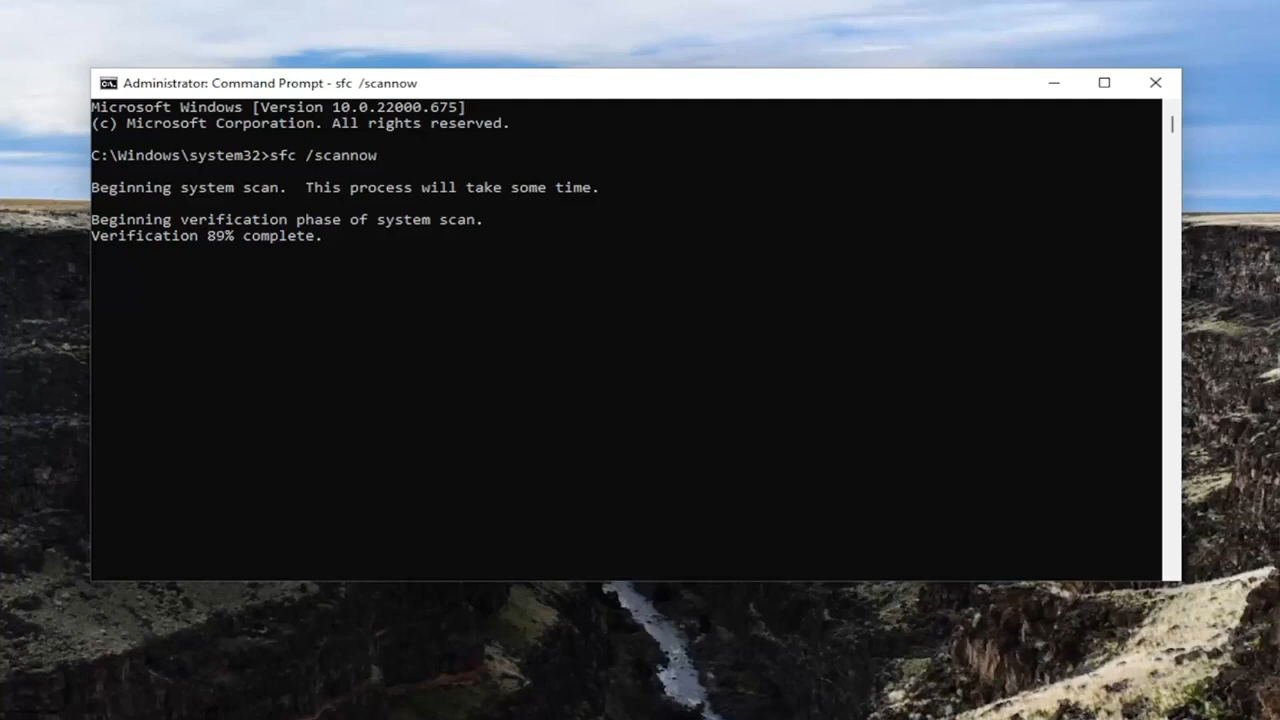 Administrator: Command Prompt - sfc /scannow
Microsoft Windows [Version 10.0.22000.675]
(c) Microsoft Corporation. All rights reserved.
C:\Windows\system32>sfc /scannow
Beginning system scan.  This process will take some time.
Beginning verification phase of system scan.
Verification 89% complete.